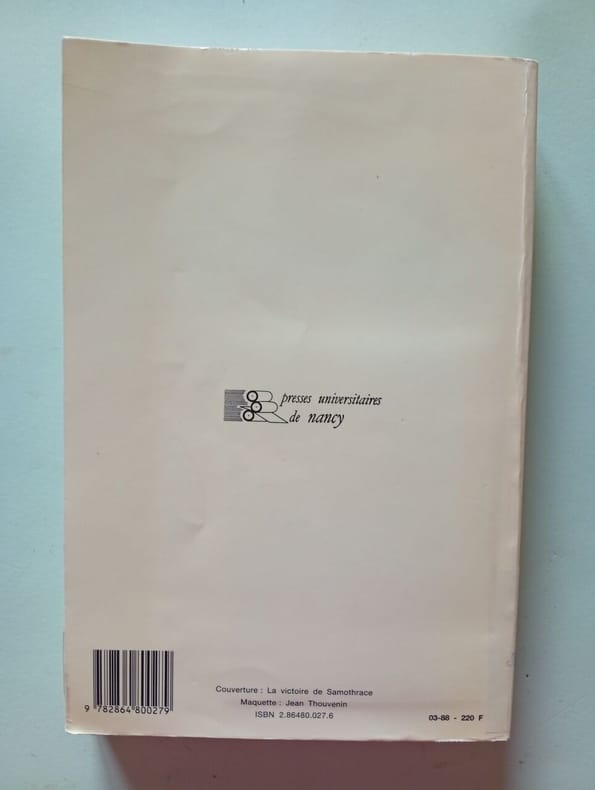 presses universitaires
de nancy
Couverture : La victoire de Samothrace
Maquette : Jean Thouvenin
ISBN 2.86480.027.6
9 782864 800279
03-88 - 220 F